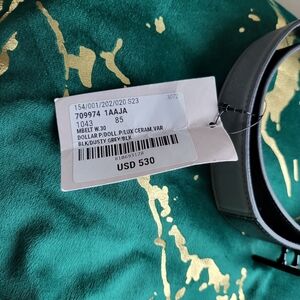 154/001/202/020 S23
709974 1AAJA
1043 85
MBELT W.30
DOLLAR P/DOLL.P/LUX CERAM.VAR
BLK/DUSTY GREY/BLK
USD 530